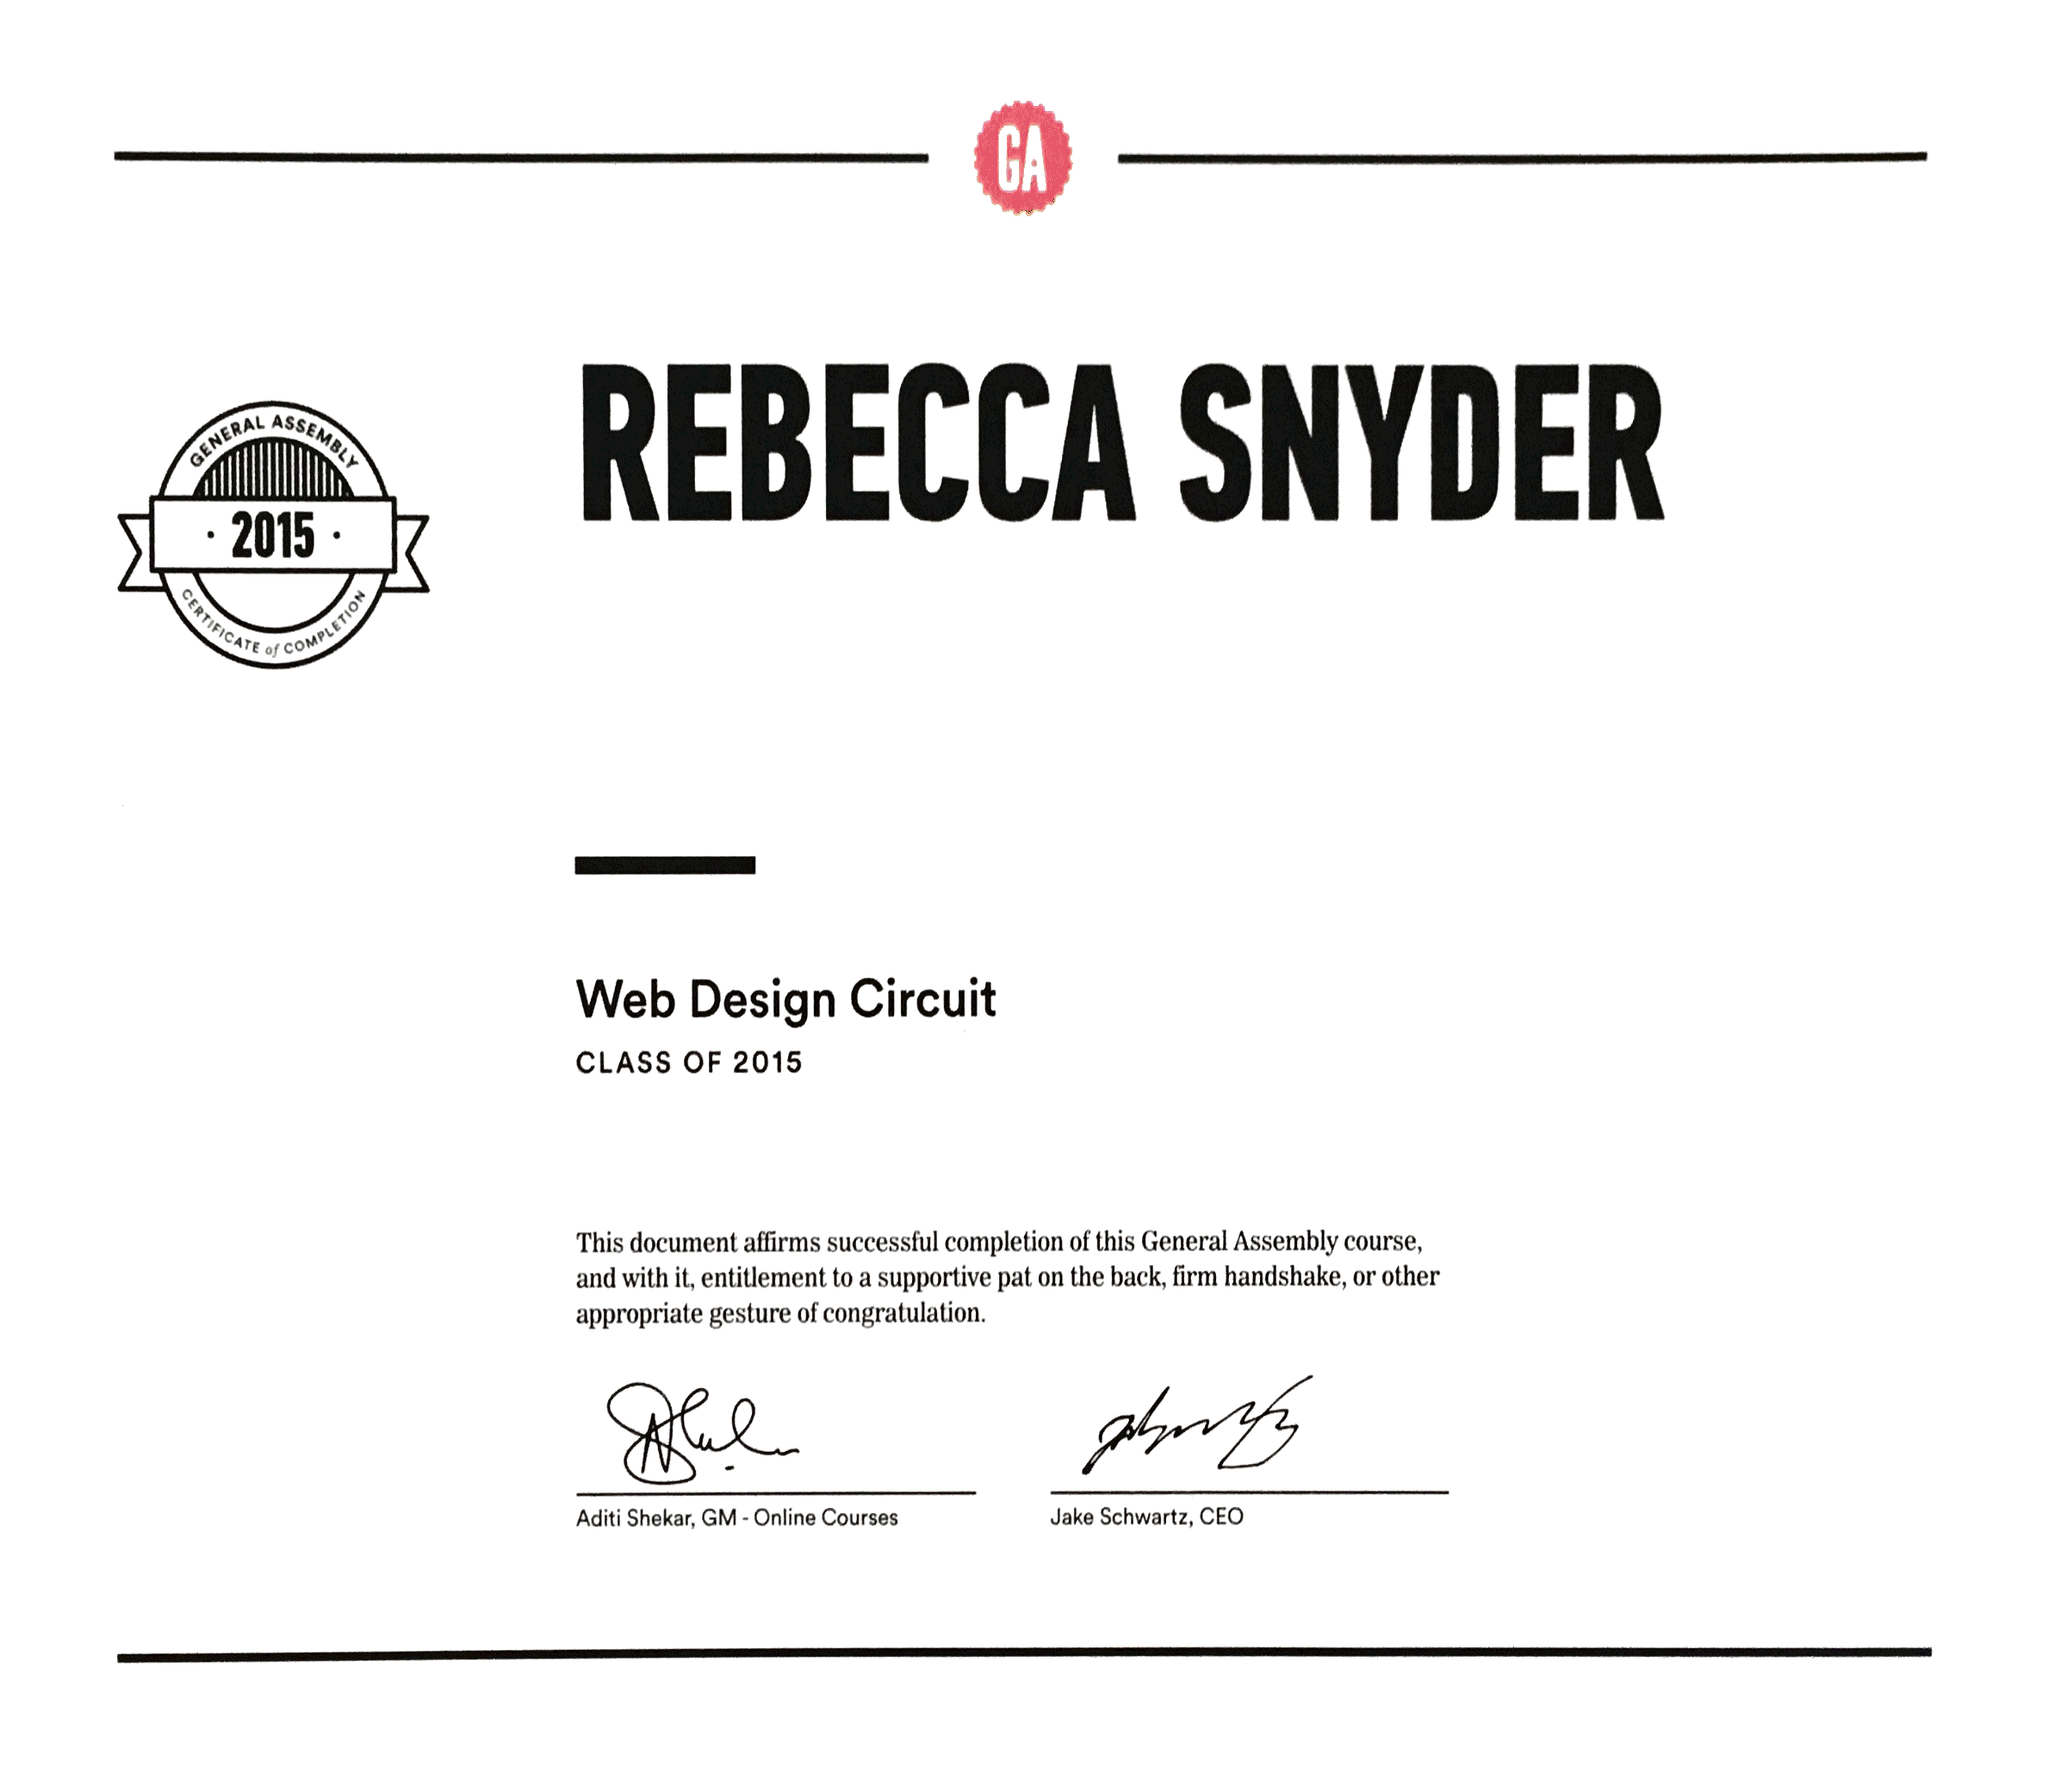 GA
REBECCA SNYDER
GENERAL ASSEMBLY
· 2015 ·
CERTIFICATE of COMPLETION
Web Design Circuit
CLASS OF 2015
This document affirms successful completion of this General Assembly course,
and with it, entitlement to a supportive pat on the back, firm handshake, or other
appropriate gesture of congratulation.
Aditi Shekar, GM - Online Courses
Jake Schwartz, CEO